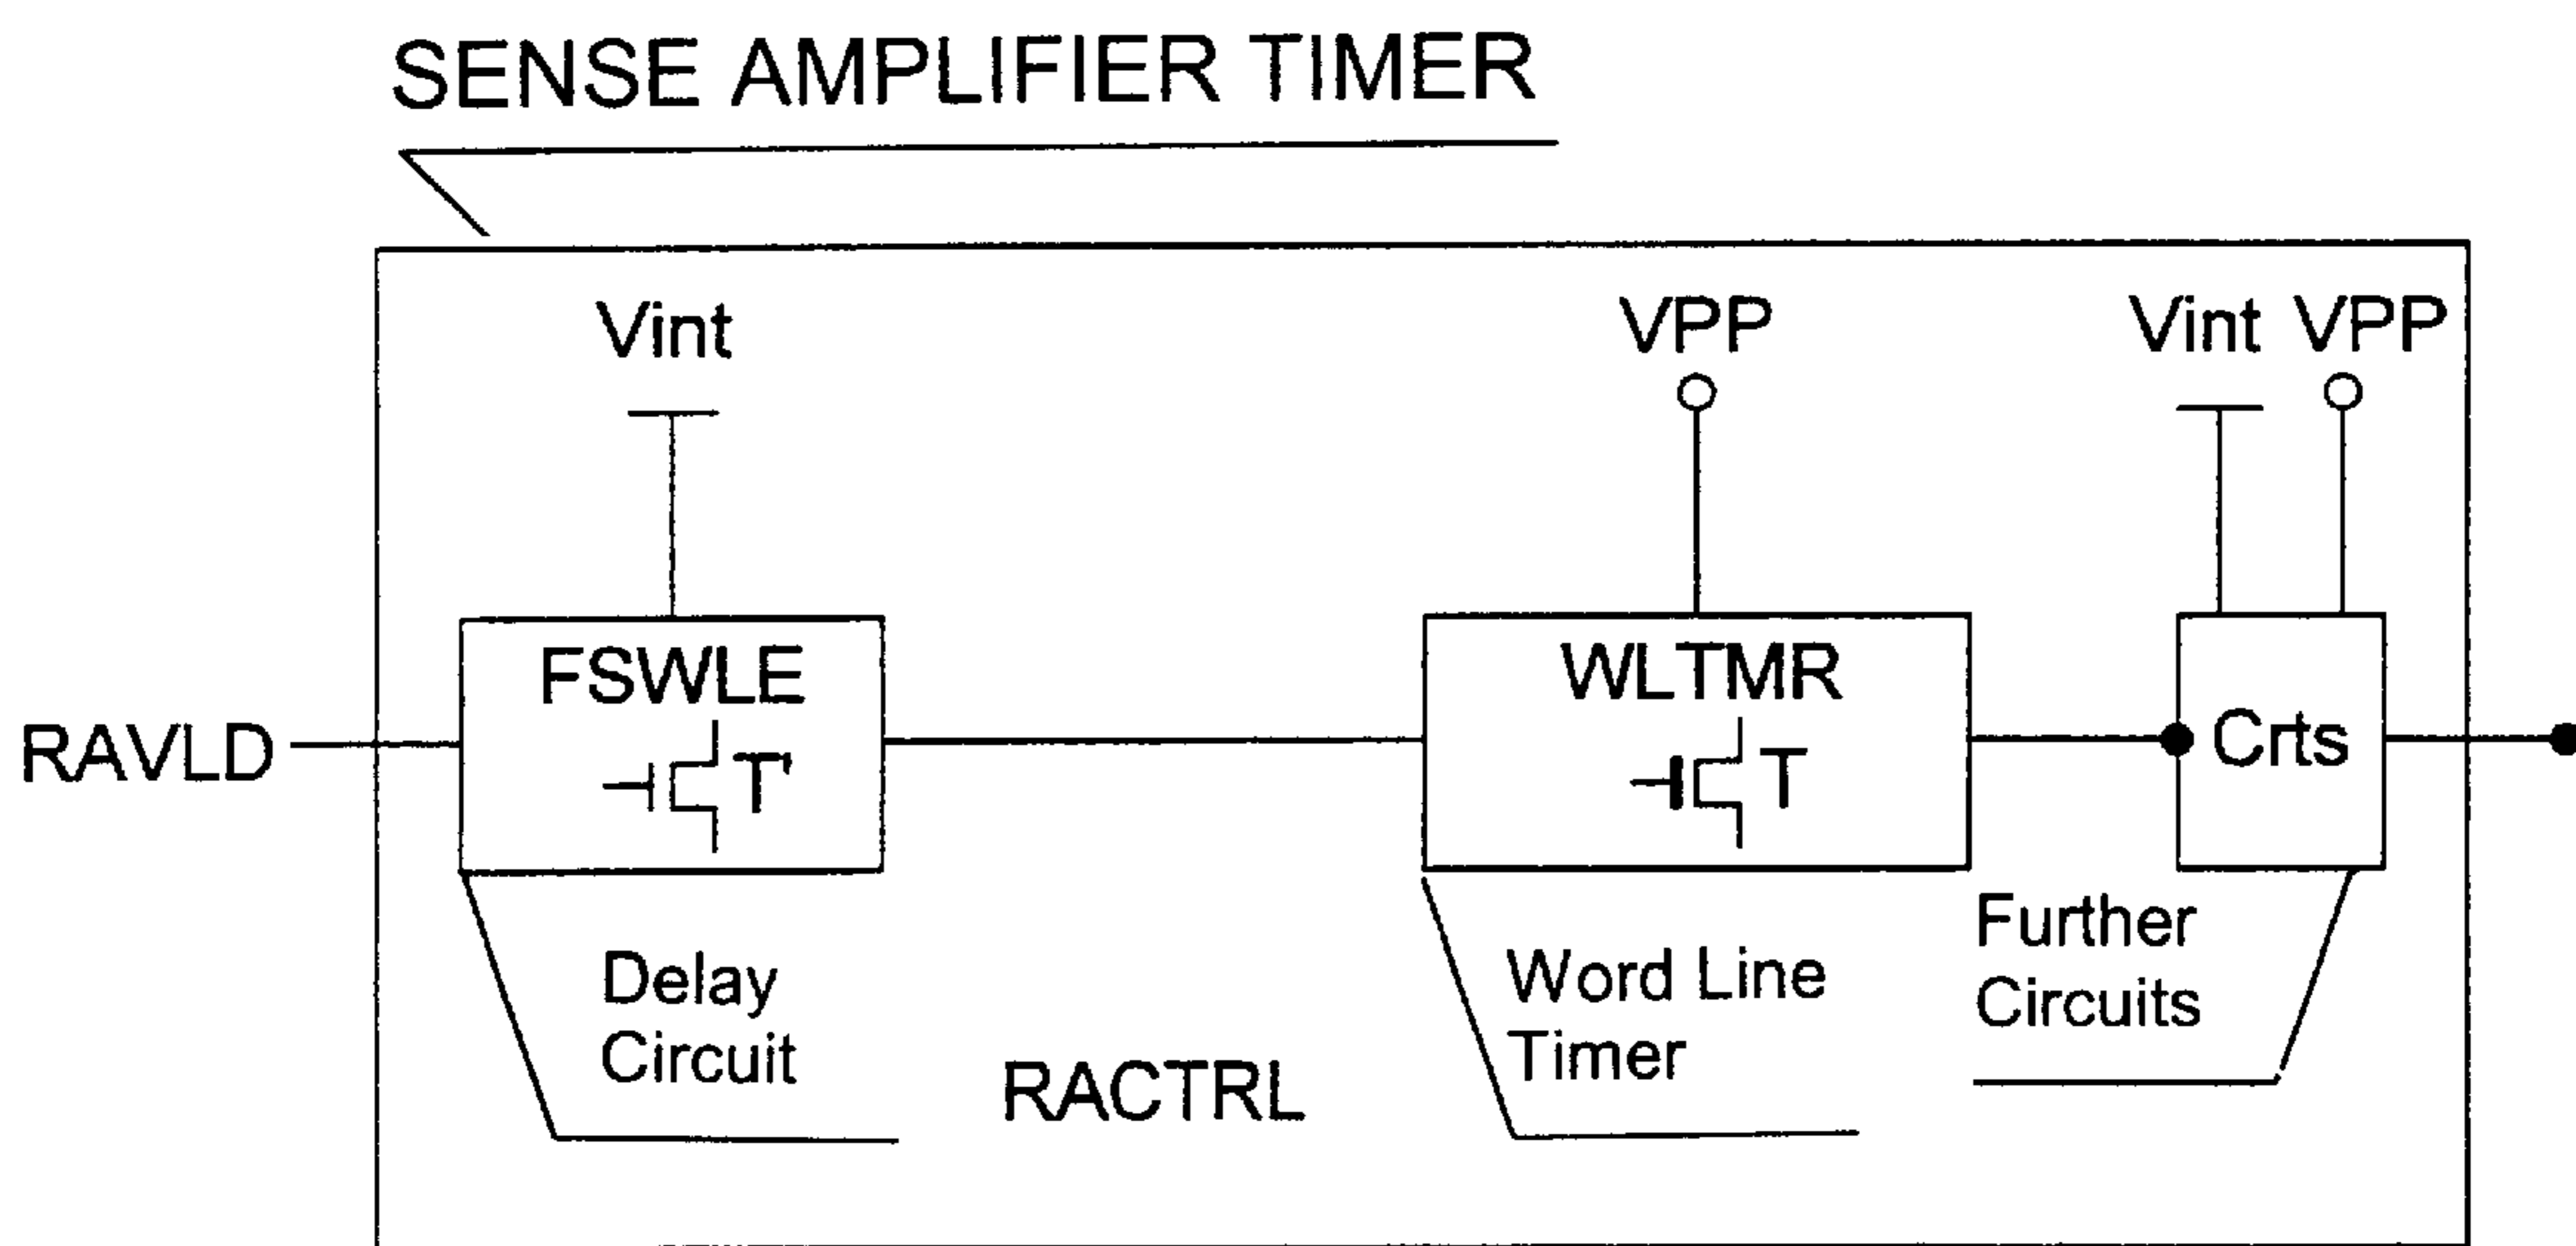 SENSE AMPLIFIER TIMER
Vint
VPP
Vint VPP
FSWLE
WLTMR
RAVLD
T'
T
Crts
Delay
Circuit
RACTRL
Word Line
Timer
Further
Circuits